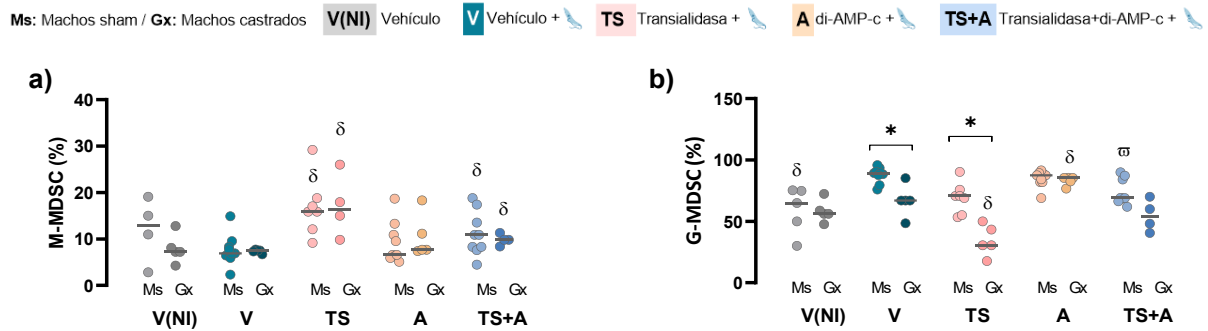 Ms: Machos sham / Gx: Machos castrados V(NI) Vehículo V Vehículo + TS Transialidasa + A di-AMP-c + TS+A Transialidasa+di-AMP-c +
a)
M-MDSC (%)
40
30
20
10
0
δ
δ
δ
δ
Ms Gx Ms Gx Ms Gx Ms Gx Ms Gx
V(NI) V TS A TS+A
b)
G-MDSC (%)
150
100
50
0
δ
*
*
δ
δ
ϖ
Ms Gx Ms Gx Ms Gx Ms Gx Ms Gx
V(NI) V TS A TS+A